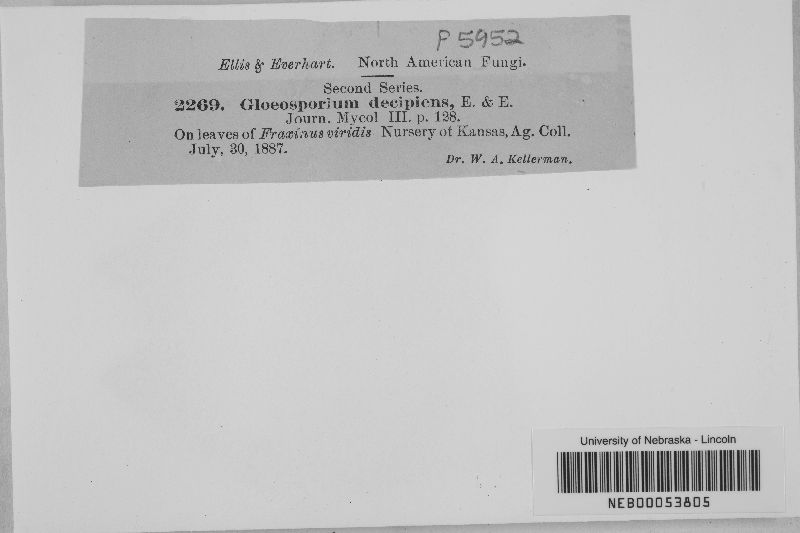 P 5952
Ellis & Everhart. North American Fungi.
Second Series.
2269. Gloeosporium decipiens, E. & E.
Journ. Mycol III. p. 128.
On leaves of Fraxinus viridis Nursery of Kansas, Ag. Coll.
July, 30, 1887.
Dr. W. A. Kellerman.
University of Nebraska - Lincoln
NEB00053805